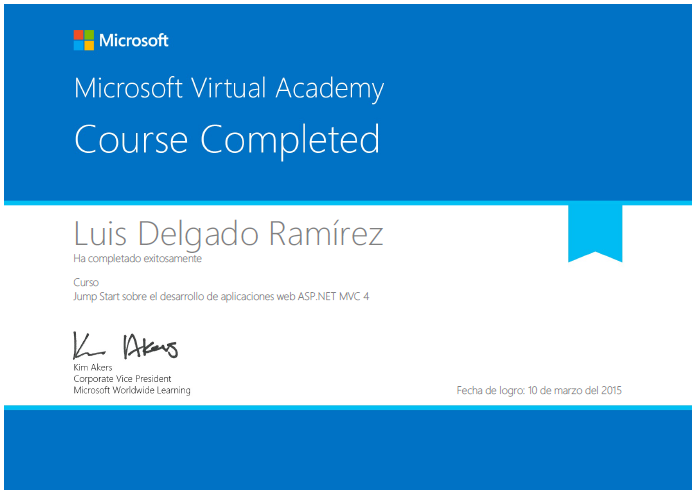 Microsoft
Microsoft Virtual Academy
Course Completed
Luis Delgado Ramírez
Ha completado exitosamente
Curso
Jump Start sobre el desarrollo de aplicaciones web ASP.NET MVC 4
Kim Akers
Kim Akers
Corporate Vice President
Microsoft Worldwide Learning
Fecha de logro: 10 de marzo del 2015